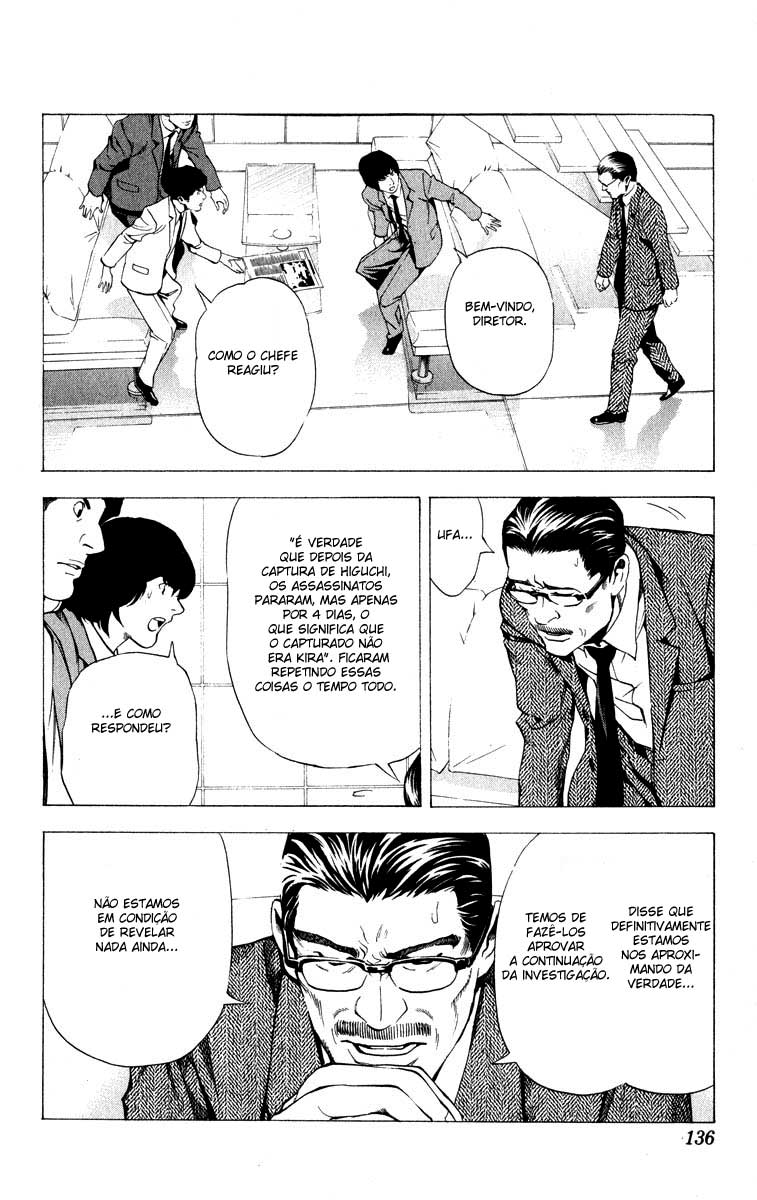 BEM-VINDO,
DIRETOR.
COMO O CHEFE
REAGIU?
UFA...
"É VERDADE
QUE DEPOIS DA
CAPTURA DE HIGUCHI,
OS ASSASSINATOS
PARARAM, MAS APENAS
POR 4 DIAS, O
QUE SIGNIFICA QUE
O CAPTURADO NÃO
ERA KIRA". FICARAM
REPETINDO ESSAS
COISAS O TEMPO TODO.
...E COMO
RESPONDEU?
DISSE QUE
DEFINITIVAMENTE
ESTAMOS
NOS APROXI-
MANDO DA
VERDADE...
TEMOS DE
FAZÊ-LOS
APROVAR
A CONTINUAÇÃO
DA INVESTIGAÇÃO.
NÃO ESTAMOS
EM CONDIÇÃO
DE REVELAR
NADA AINDA...
136